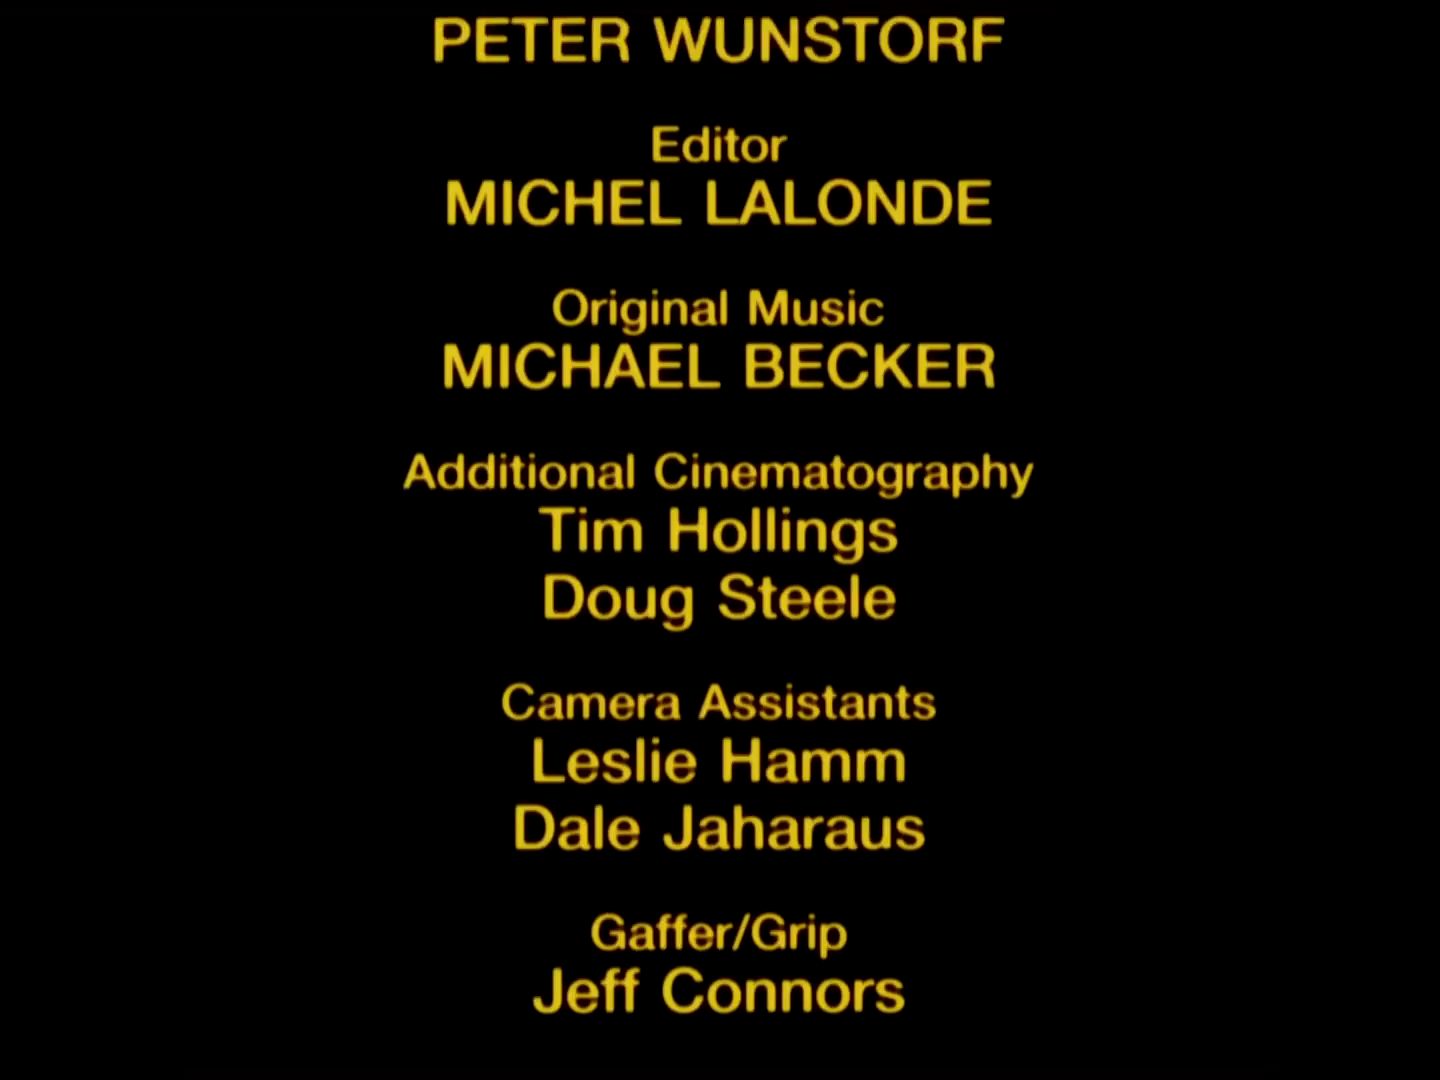 PETER WUNSTORF
Editor
MICHEL LALONDE
Original Music
MICHAEL BECKER
Additional Cinematography
Tim Hollings
Doug Steele
Camera Assistants
Leslie Hamm
Dale Jaharaus
Gaffer/Grip
Jeff Connors